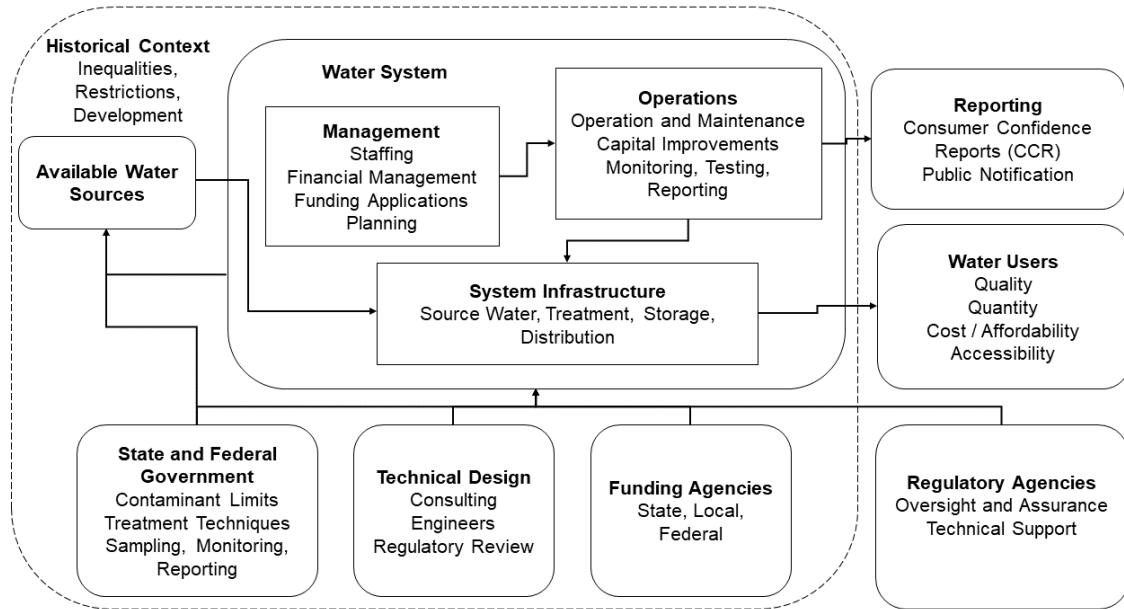 Historical Context
Inequalities,
Restrictions,
Development
Available Water
Sources
Water System
Management
Staffing
Financial Management
Funding Applications
Planning
Operations
Operation and Maintenance
Capital Improvements
Monitoring, Testing,
Reporting
System Infrastructure
Source Water, Treatment, Storage,
Distribution
Reporting
Consumer Confidence
Reports (CCR)
Public Notification
Water Users
Quality
Quantity
Cost / Affordability
Accessibility
State and Federal
Government
Contaminant Limits
Treatment Techniques
Sampling, Monitoring,
Reporting
Technical Design
Consulting
Engineers
Regulatory Review
Funding Agencies
State, Local,
Federal
Regulatory Agencies
Oversight and Assurance
Technical Support